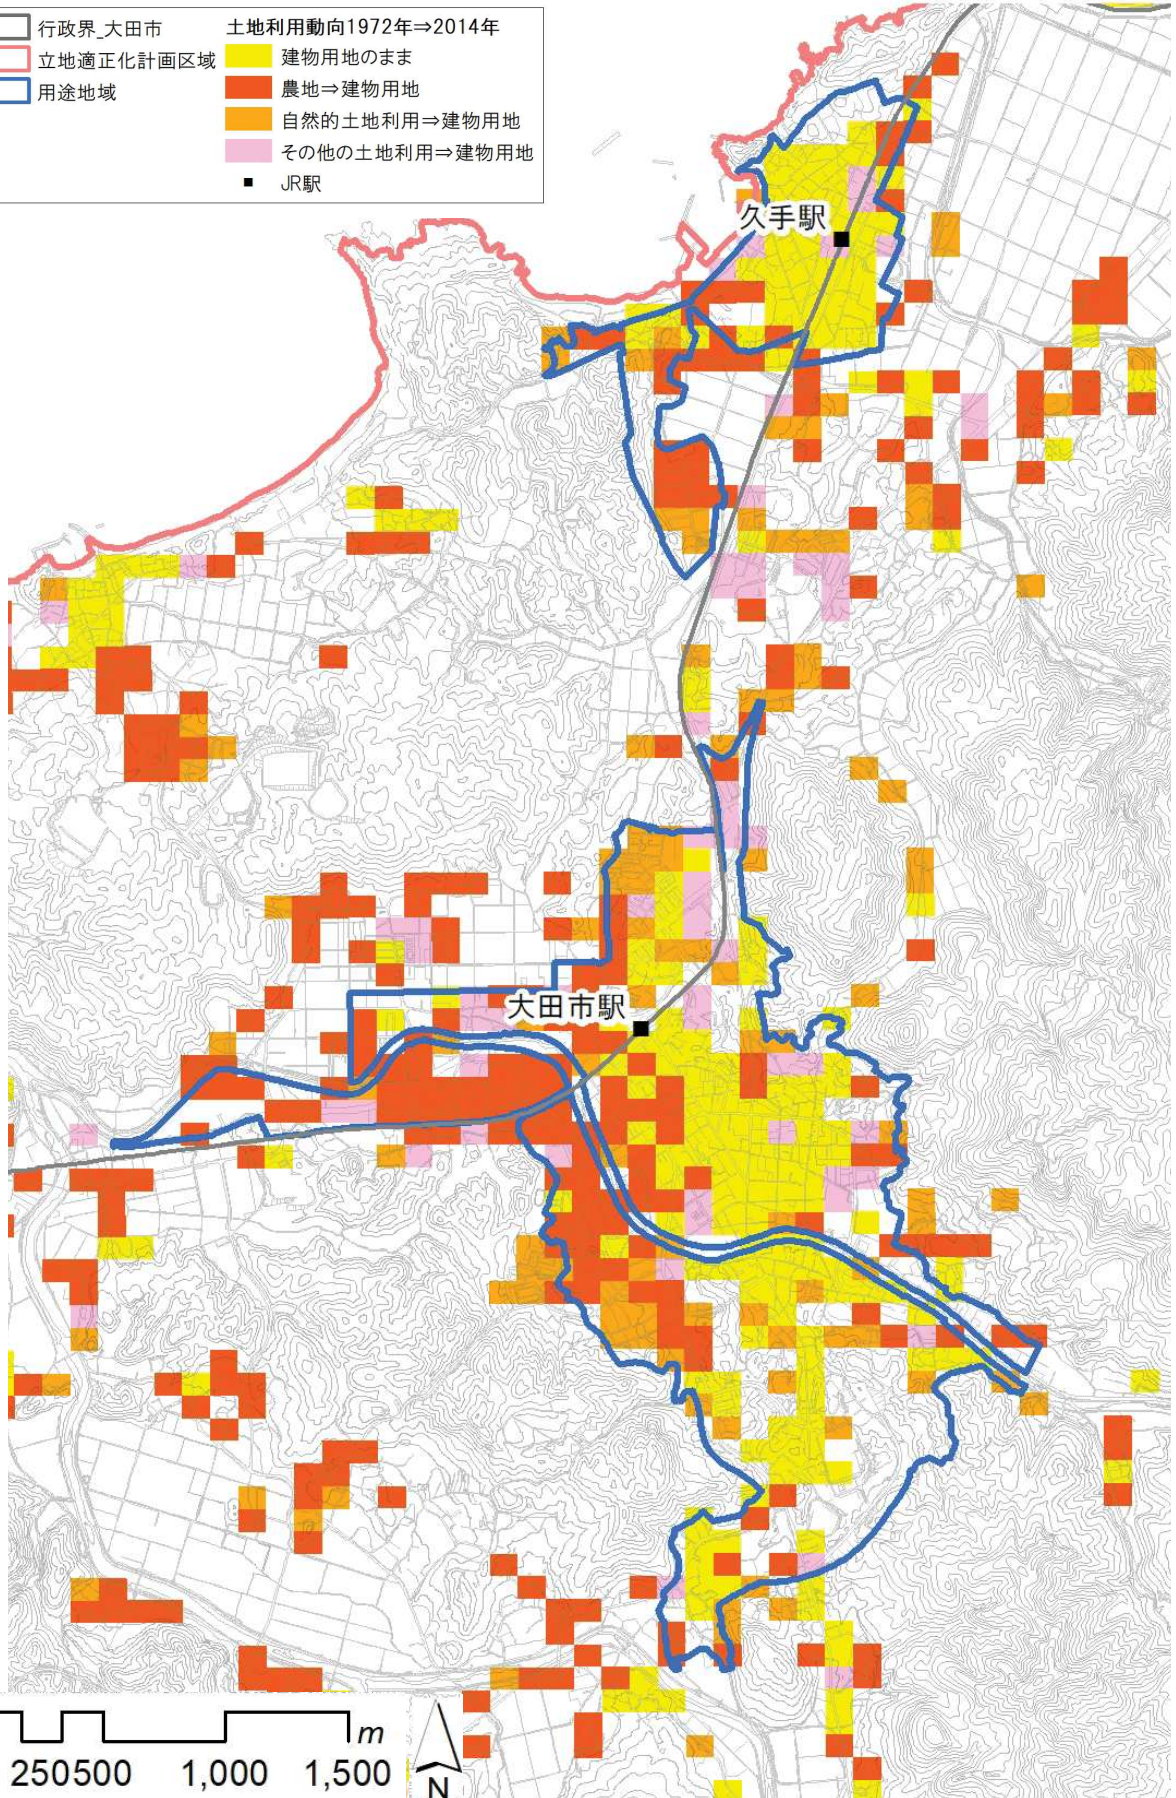 行政界_大田市
立地適正化計画区域
用途地域
土地利用動向1972年⇒2014年
建物用地のまま
農地⇒建物用地
自然的土地利用⇒建物用地
その他の土地利用⇒建物用地
JR駅
久手駅
大田市駅
m
250 500 1,000 1,500
N